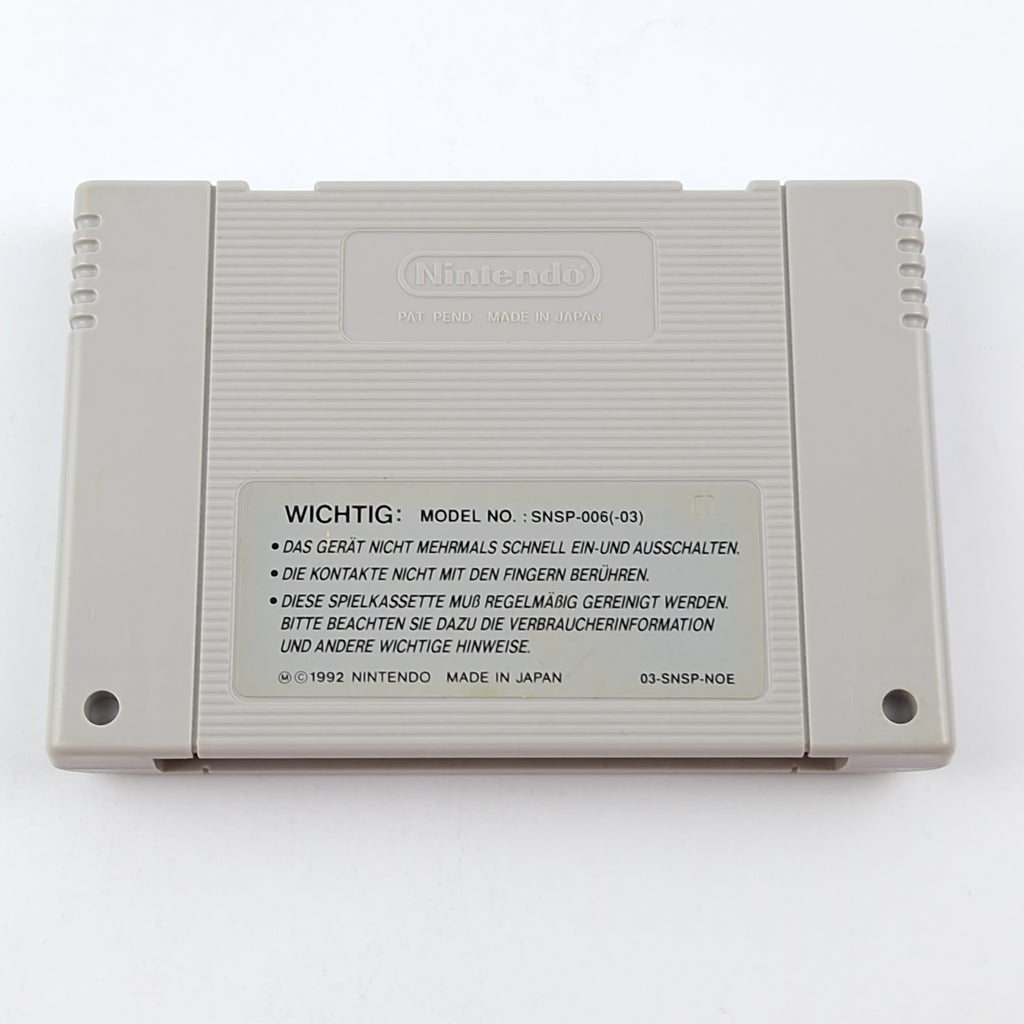 Nintendo®
PAT. PEND. MADE IN JAPAN
WICHTIG: MODEL NO. : SNSP-006(-03)
• DAS GERÄT NICHT MEHRMALS SCHNELL EIN-UND AUSSCHALTEN.
• DIE KONTAKTE NICHT MIT DEN FINGERN BERÜHREN.
• DIESE SPIELKASSETTE MUß REGELMÄßIG GEREINIGT WERDEN.
BITTE BEACHTEN SIE DAZU DIE VERBRAUCHERINFORMATION
UND ANDERE WICHTIGE HINWEISE.
Ⓜ©1992 NINTENDO MADE IN JAPAN 03-SNSP-NOE